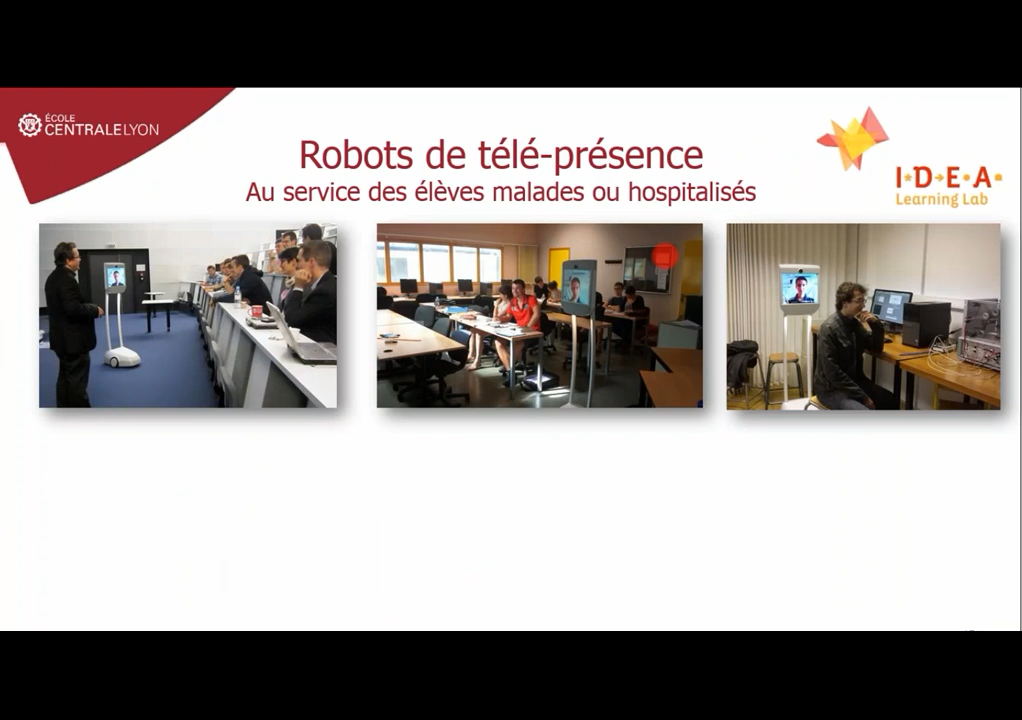 ÉCOLE
CENTRALELYON
Robots de télé-présence
Au service des élèves malades ou hospitalisés
I·D·E·A·
Learning Lab